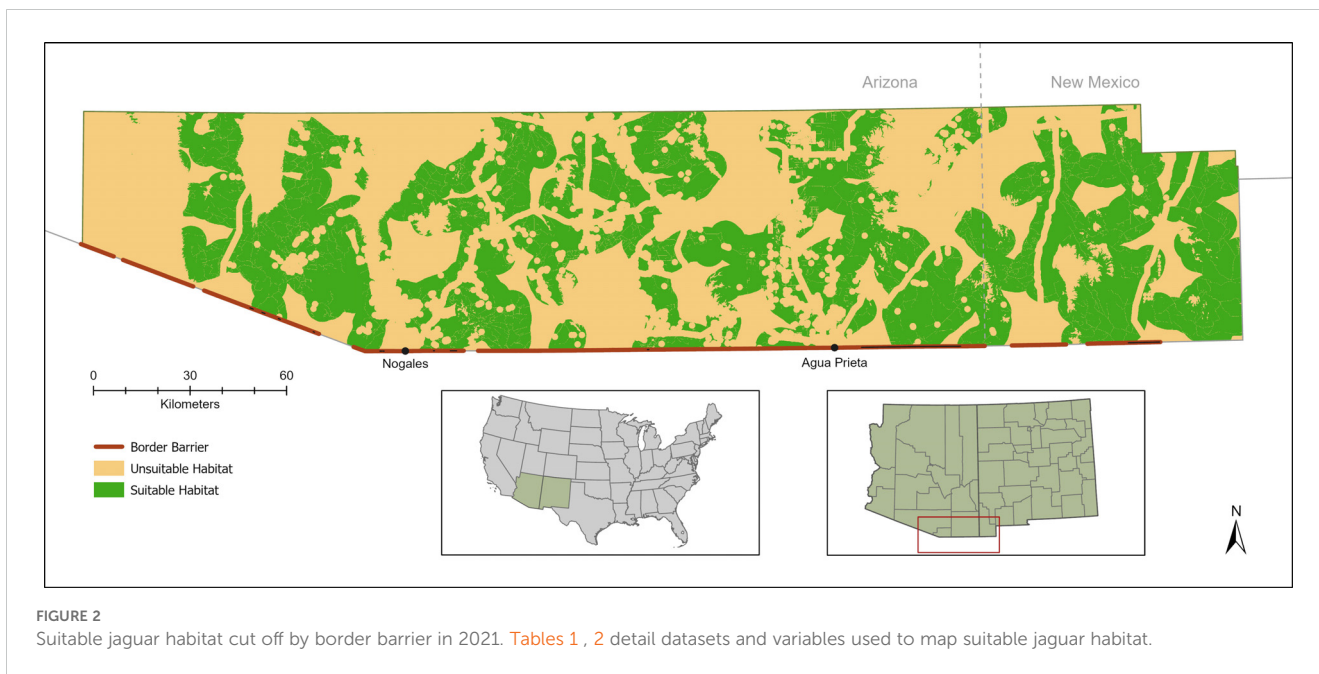 Arizona
New Mexico
Nogales
Agua Prieta
0 30 60
Kilometers
Border Barrier
Unsuitable Habitat
Suitable Habitat
N
FIGURE 2
Suitable jaguar habitat cut off by border barrier in 2021. Tables 1 , 2 detail datasets and variables used to map suitable jaguar habitat.